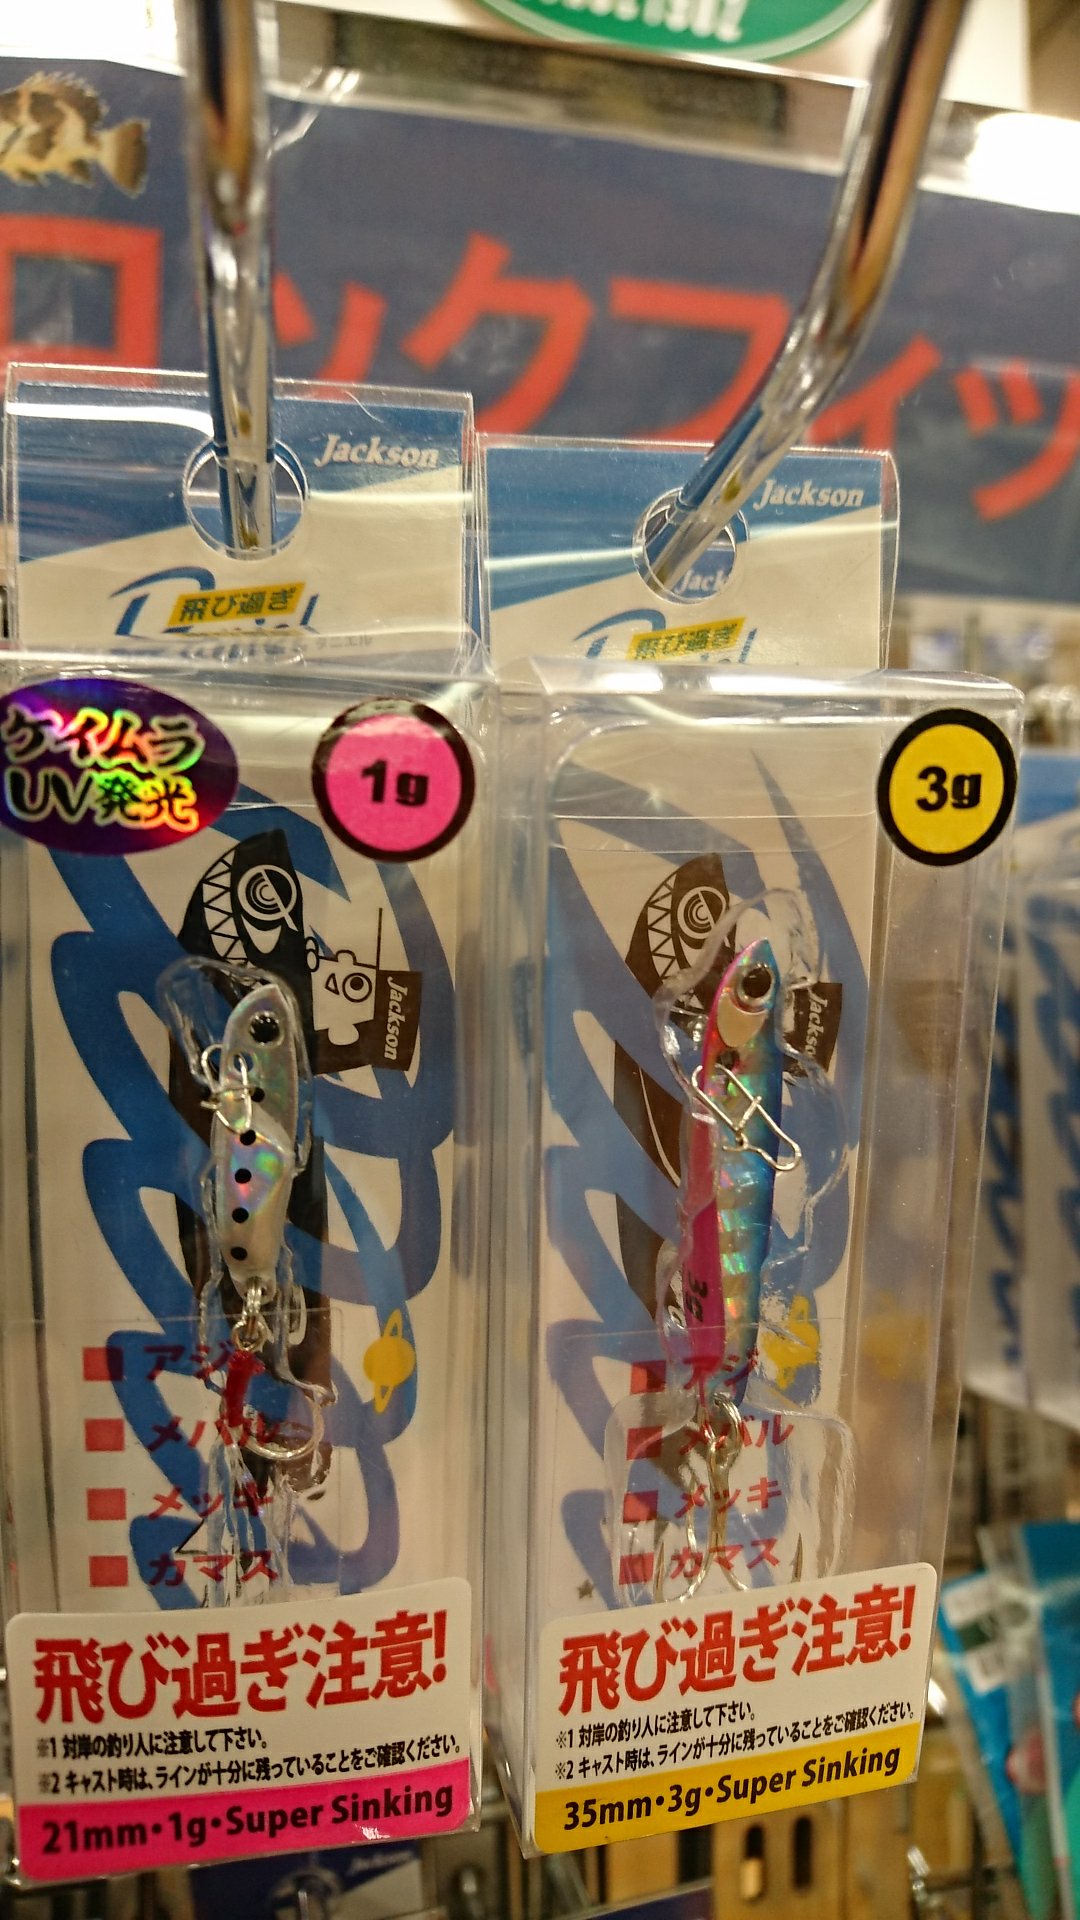 ロックフィッ
Jackson
飛び過ぎ
ダニエル
ケイムラ
UV発光
1g
Jackson
アジ
メバル
メッキ
カマス
飛び過ぎ注意!
※1 対岸の釣り人に注意して下さい。
※2 キャスト時は、ラインが十分に残っていることをご確認ください。
21mm・1g・Super Sinking
Jackson
飛び過ぎ
3g
Jackson
3g
アジ
メバル
メッキ
カマス
飛び過ぎ注意!
※1 対岸の釣り人に注意して下さい。
※2 キャスト時は、ラインが十分に残っていることをご確認ください。
35mm・3g・Super Sinking
Jackson